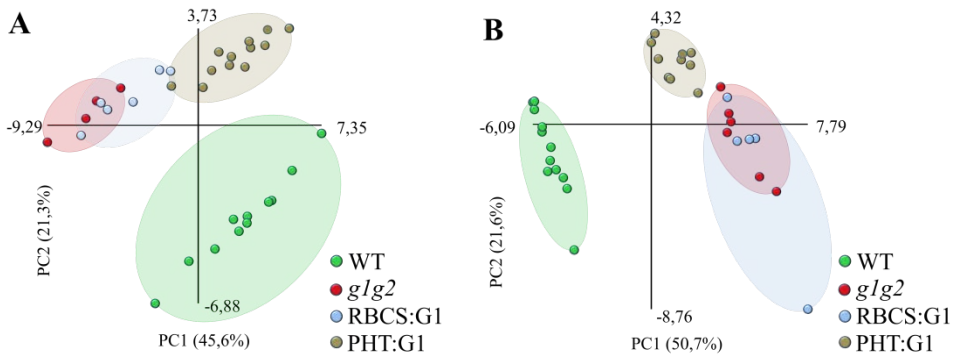 A
3,73
-9,29
7,35
PC2 (21,3%)
-6,88
PC1 (45,6%)
WT
g1g2
RBCS:G1
PHT:G1
B
4,32
-6,09
7,79
PC2 (21,6%)
-8,76
PC1 (50,7%)
WT
g1g2
RBCS:G1
PHT:G1